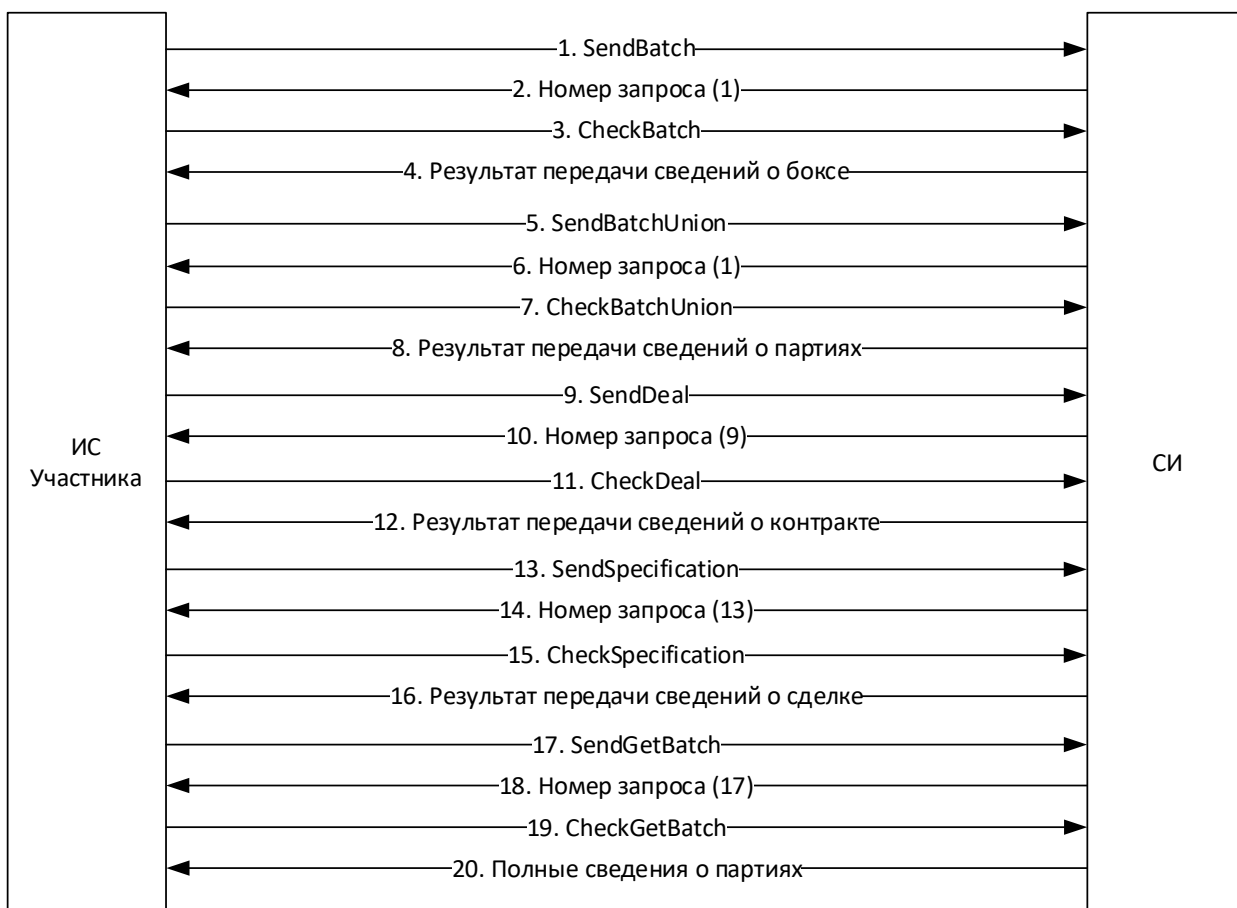 1. SendBatch
2. Номер запроса (1)
3. CheckBatch
4. Результат передачи сведений о боксе
5. SendBatchUnion
6. Номер запроса (1)
7. CheckBatchUnion
8. Результат передачи сведений о партиях
9. SendDeal
10. Номер запроса (9)
ИС
Участника
СИ
11. CheckDeal
12. Результат передачи сведений о контракте
13. SendSpecification
14. Номер запроса (13)
15. CheckSpecification
16. Результат передачи сведений о сделке
17. SendGetBatch
18. Номер запроса (17)
19. CheckGetBatch
20. Полные сведения о партиях